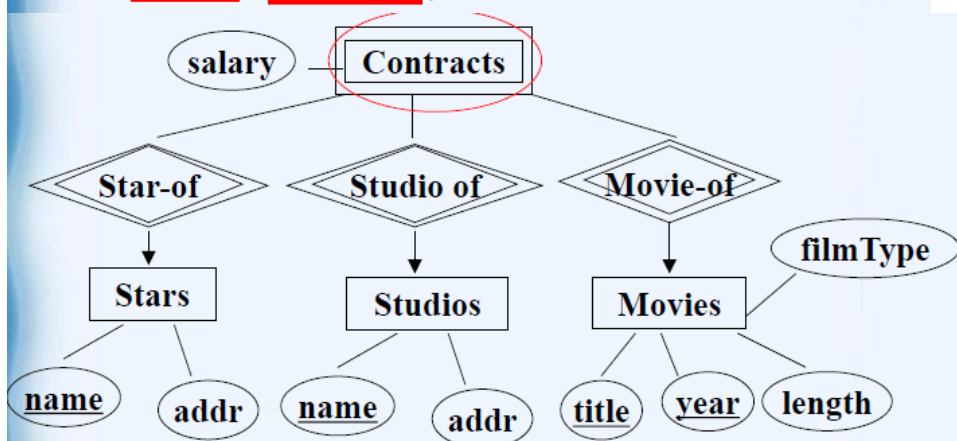 salary
Contracts
Star-of
Studio of
Movie-of
filmType
Stars
Studios
Movies
name
addr
name
addr
title
year
length